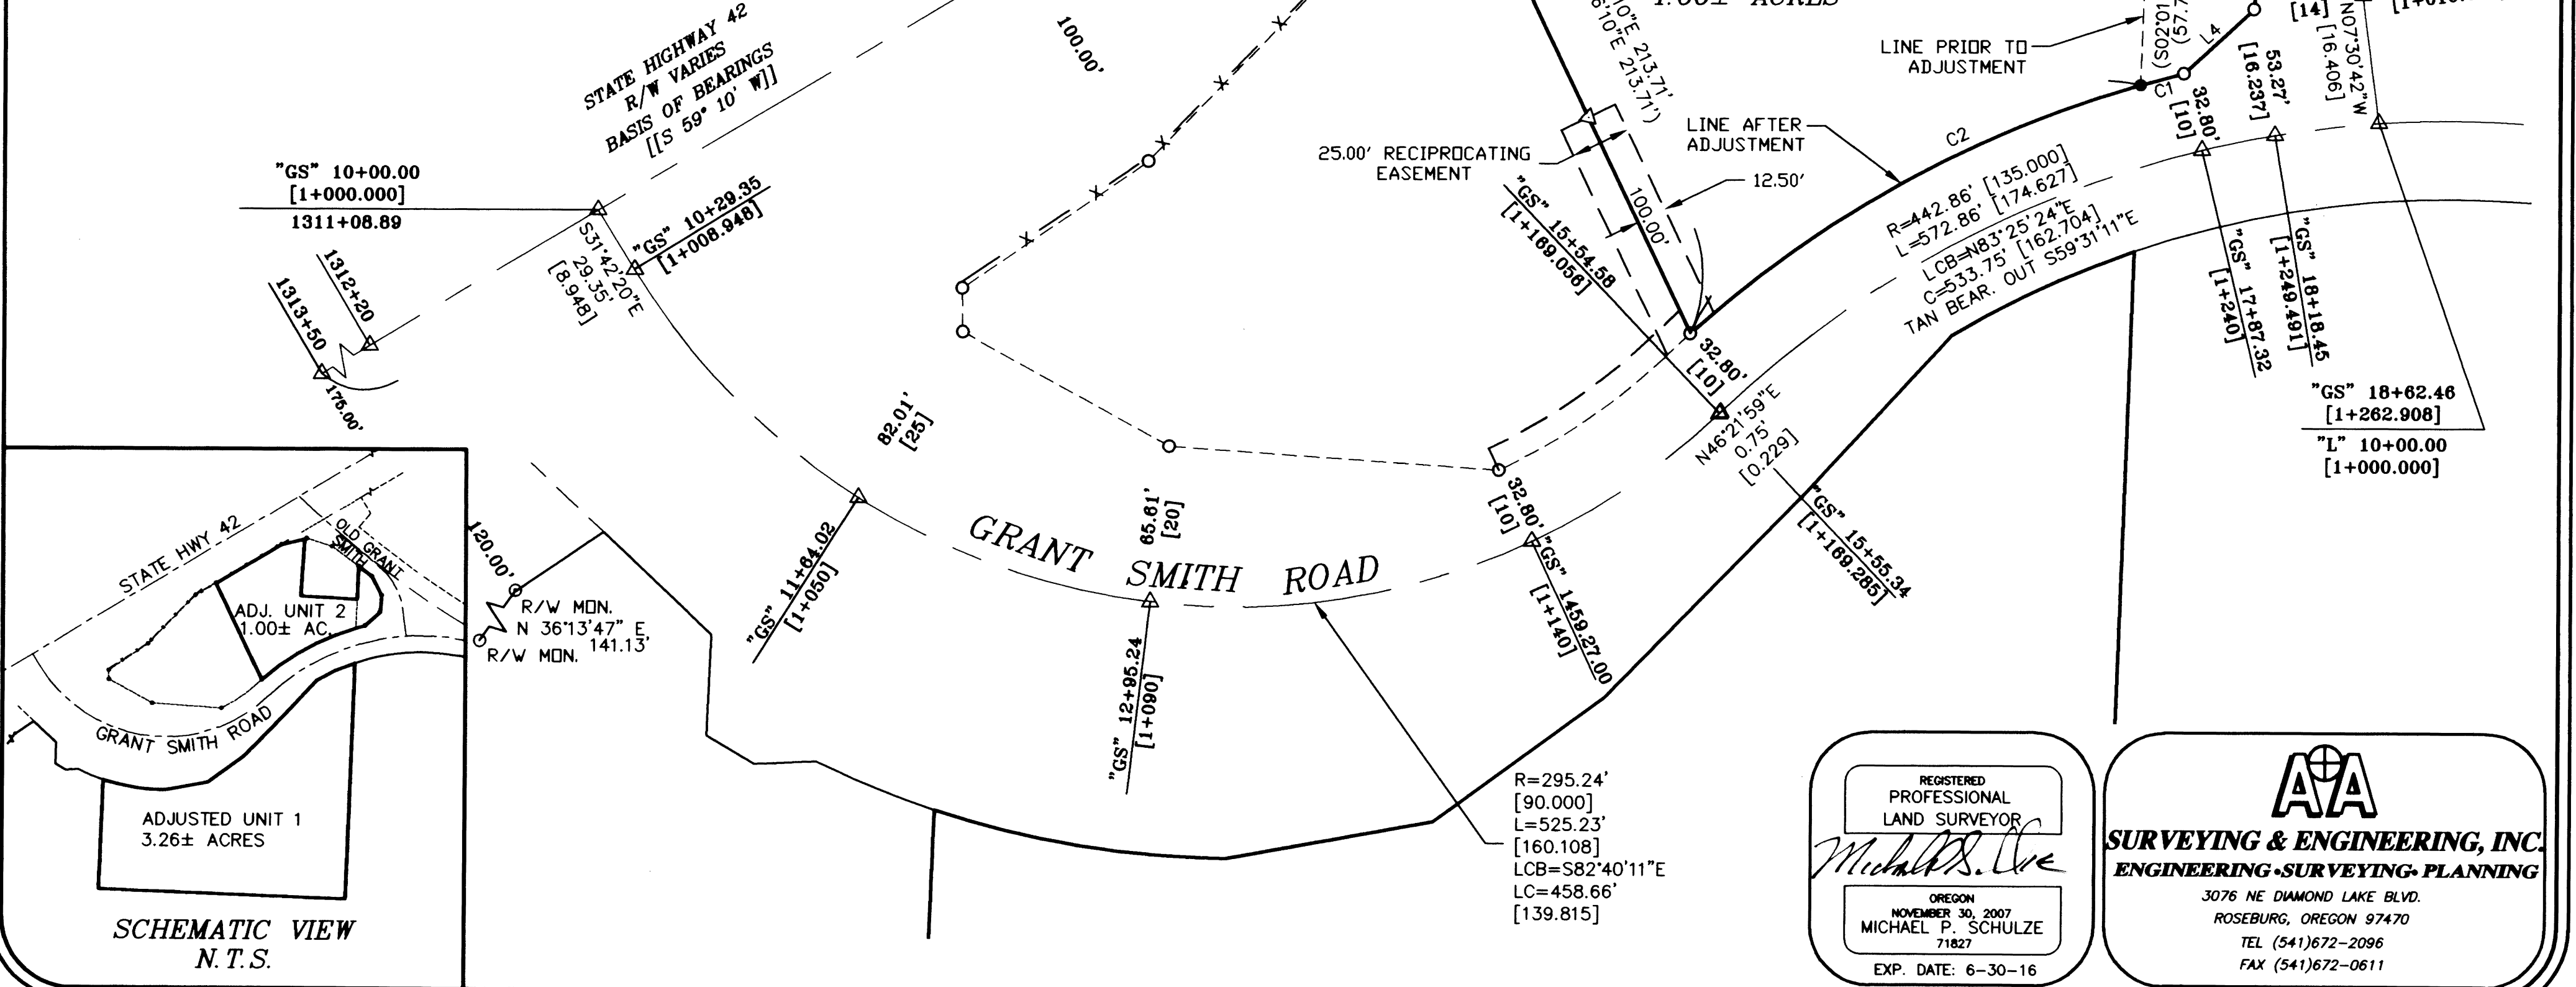 STATE HIGHWAY 42
R/W VARIES
BASIS OF BEARINGS
[[S 59° 10' W]]
100.00'
"GS" 10+00.00
[1+000.000]
1311+08.89
1312+20
1313+50
175.00'
S31°42'20"E
29.35'
[8.948]
"GS" 10+29.35
[1+008.948]
82.01'
[25]
"GS" 11+64.02
[1+050]
65.61'
[20]
"GS" 12+95.24
[1+090]
GRANT SMITH ROAD
32.80'
[10]
"GS" 1459.27.00
[1+140]
25.00' RECIPROCATING
EASEMENT
213.71'
213.71')
100.00'
12.50'
"GS" 15+54.58
[1+169.056]
32.80'
[10]
N46°21'59"E
0.75'
[0.229]
"GS" 15+55.34
[1+169.285]
LINE AFTER
ADJUSTMENT
LINE PRIOR TO
ADJUSTMENT
1.00± ACRES
C2
C1
L4
R=442.86' [135.000]
L=572.86' [174.627]
LCB=N83°25'24"E
C=533.75' [162.704]
TAN BEAR. OUT S59°31'11"E
32.80'
[10]
53.27'
[16.237]
[14]
[16.406]
N07°30'42"W
"GS" 17+87.32
[1+240]
"GS" 18+18.45
[1+249.491]
"GS" 18+62.46
[1+262.908]
"L" 10+00.00
[1+000.000]
120.00'
R/W MON.
N 36°13'47" E
141.13'
R/W MON.
R=295.24'
[90.000]
L=525.23'
[160.108]
LCB=S82°40'11"E
LC=458.66'
[139.815]
STATE HWY 42
OLD GRANT
SMITH
ADJ. UNIT 2
1.00± AC.
GRANT SMITH ROAD
ADJUSTED UNIT 1
3.26± ACRES
SCHEMATIC VIEW
N.T.S.
REGISTERED
PROFESSIONAL
LAND SURVEYOR
OREGON
NOVEMBER 30, 2007
MICHAEL P. SCHULZE
71827
EXP. DATE: 6-30-16
AA
SURVEYING & ENGINEERING, INC.
ENGINEERING•SURVEYING•PLANNING
3076 NE DIAMOND LAKE BLVD.
ROSEBURG, OREGON 97470
TEL (541)672-2096
FAX (541)672-0611